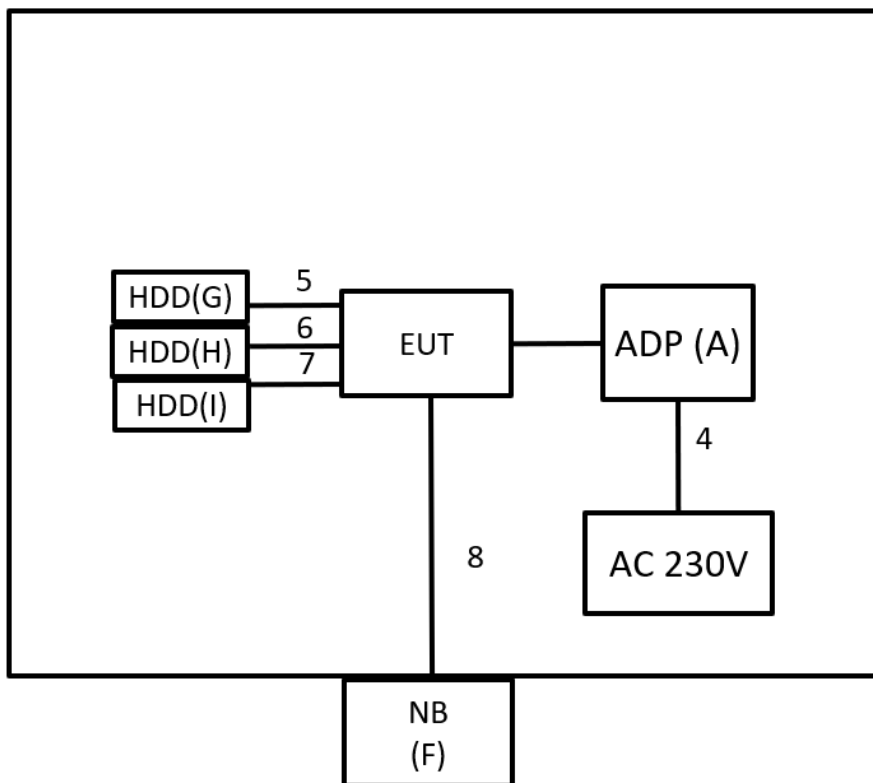 HDD(G)
5
6
HDD(H)
7
HDD(I)
EUT
ADP (A)
4
AC 230V
8
NB
(F)